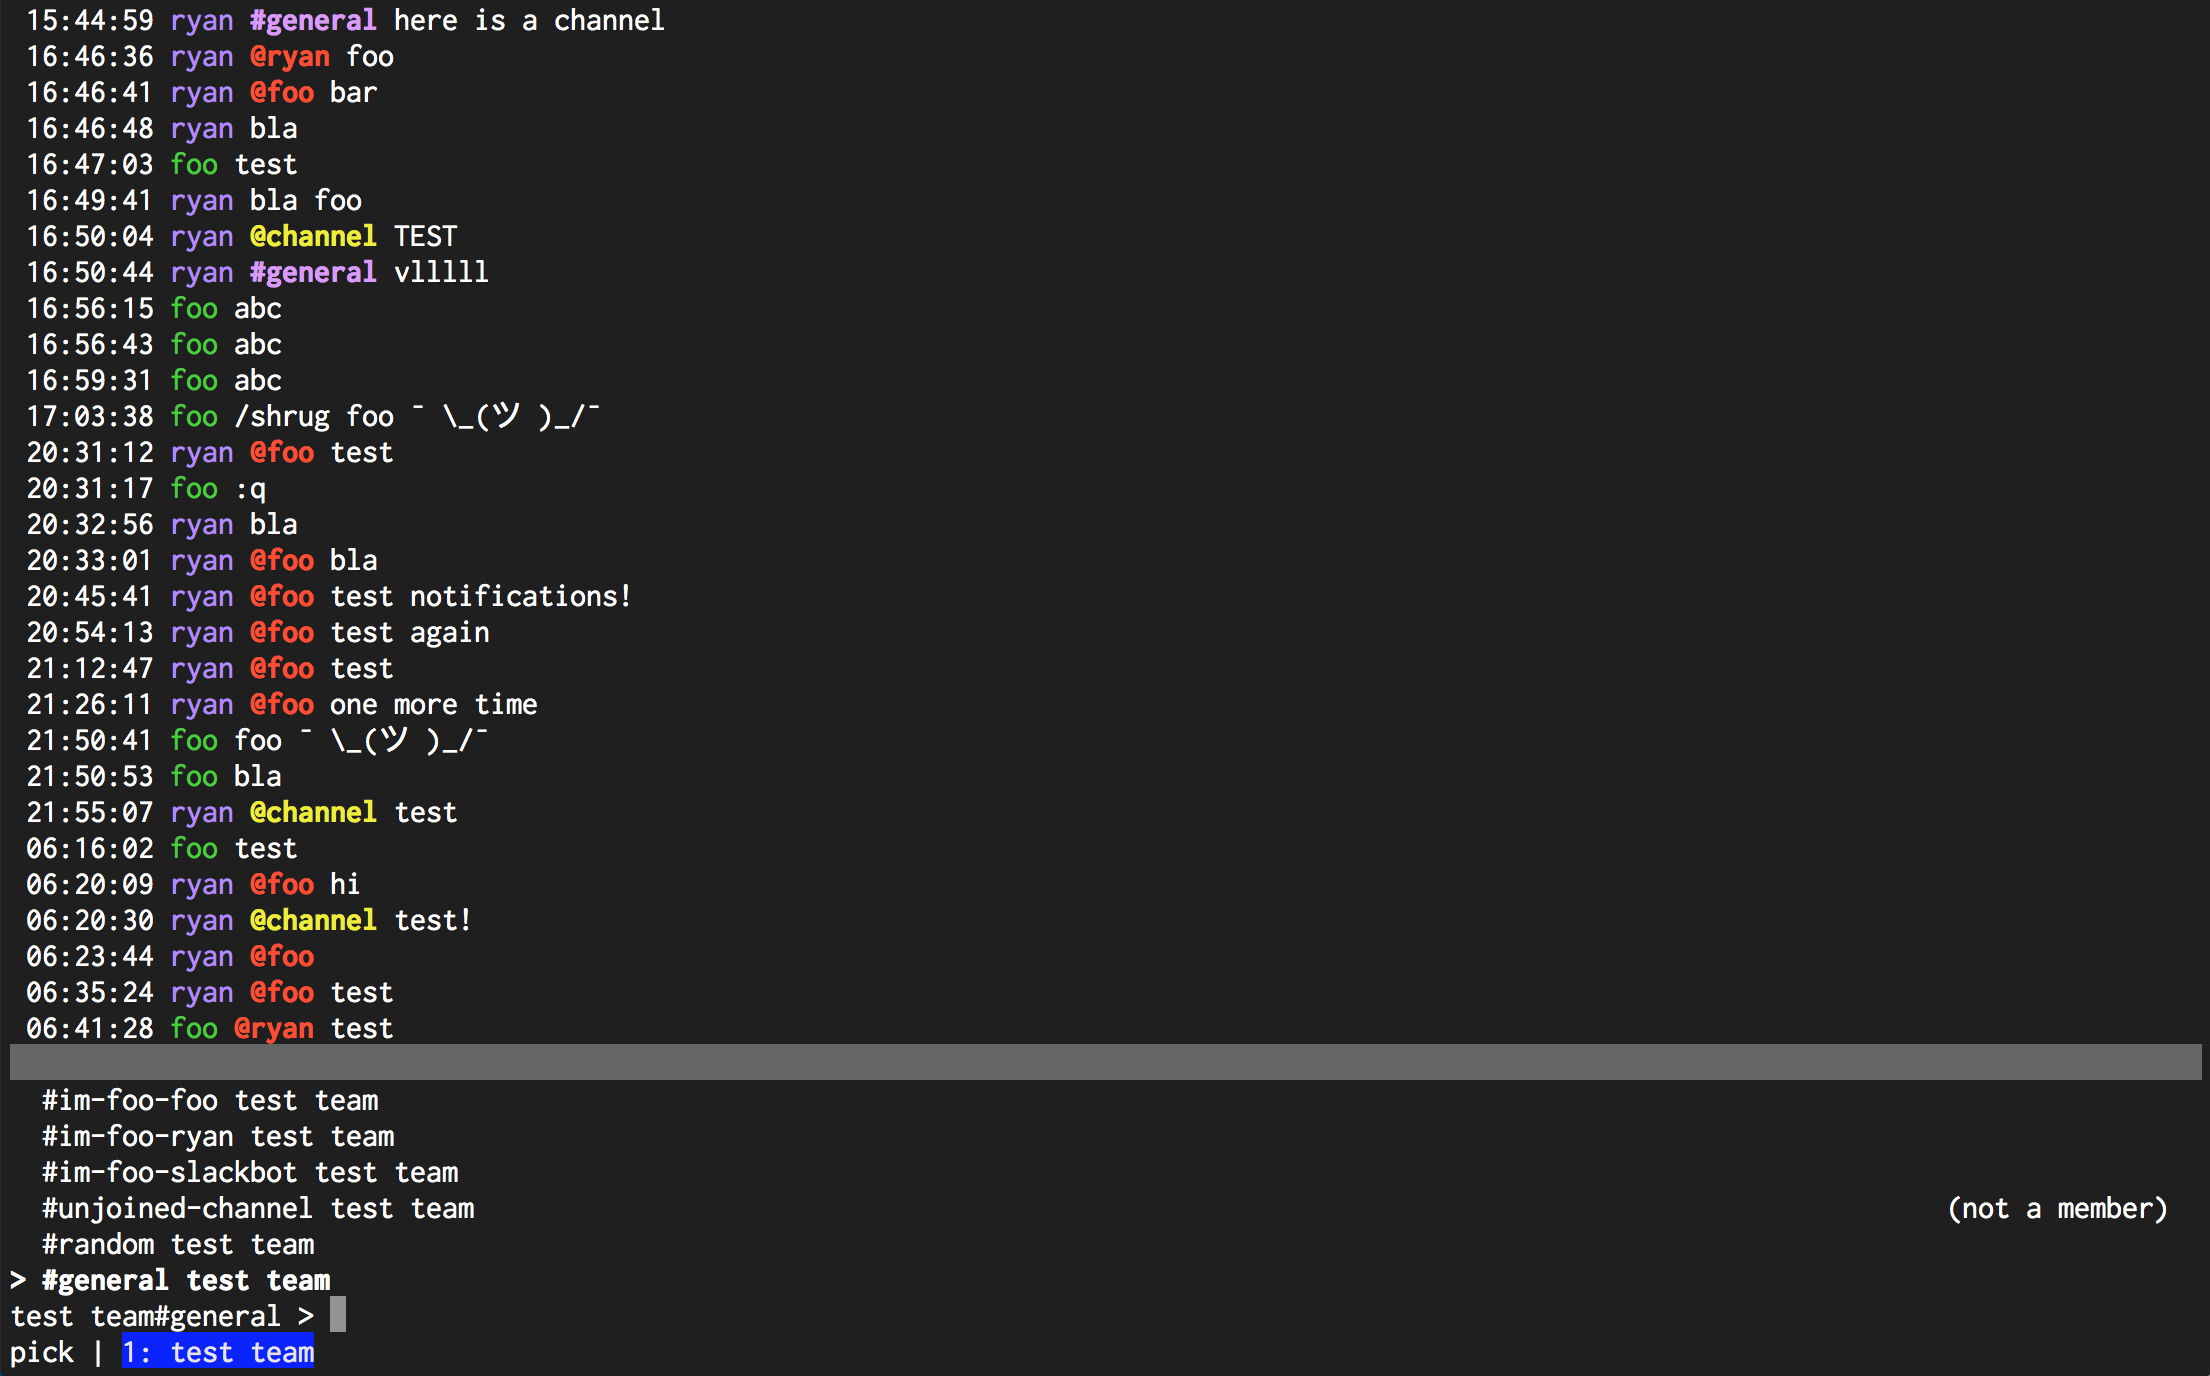 15:44:59 ryan #general here is a channel
16:46:36 ryan @ryan foo
16:46:41 ryan @foo bar
16:46:48 ryan bla
16:47:03 foo test
16:49:41 ryan bla foo
16:50:04 ryan @channel TEST
16:50:44 ryan #general vlllll
16:56:15 foo abc
16:56:43 foo abc
16:59:31 foo abc
17:03:38 foo /shrug foo ¯ \_(ツ )_/¯
20:31:12 ryan @foo test
20:31:17 foo :q
20:32:56 ryan bla
20:33:01 ryan @foo bla
20:45:41 ryan @foo test notifications!
20:54:13 ryan @foo test again
21:12:47 ryan @foo test
21:26:11 ryan @foo one more time
21:50:41 foo foo ¯ \_(ツ )_/¯
21:50:53 foo bla
21:55:07 ryan @channel test
06:16:02 foo test
06:20:09 ryan @foo hi
06:20:30 ryan @channel test!
06:23:44 ryan @foo
06:35:24 ryan @foo test
06:41:28 foo @ryan test
#im-foo-foo test team
#im-foo-ryan test team
#im-foo-slackbot test team
#unjoined-channel test team (not a member)
#random test team
> #general test team
test team#general >
pick | 1: test team